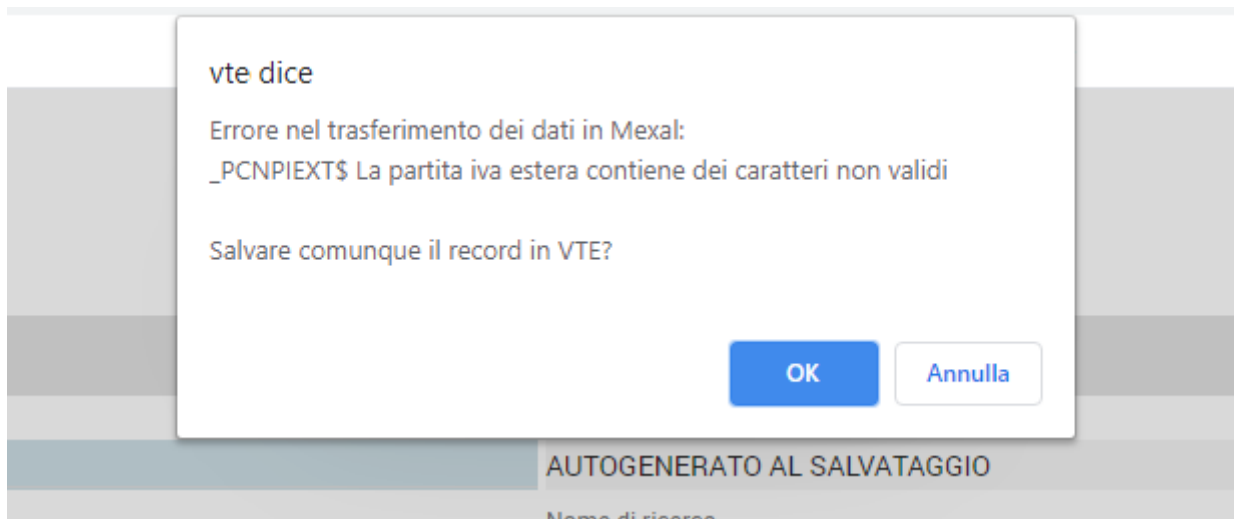 vte dice
Errore nel trasferimento dei dati in Mexal:
_PCNPIEXT$ La partita iva estera contiene dei caratteri non validi
Salvare comunque il record in VTE?
OK
Annulla
AUTOGENERATO AL SALVATAGGIO